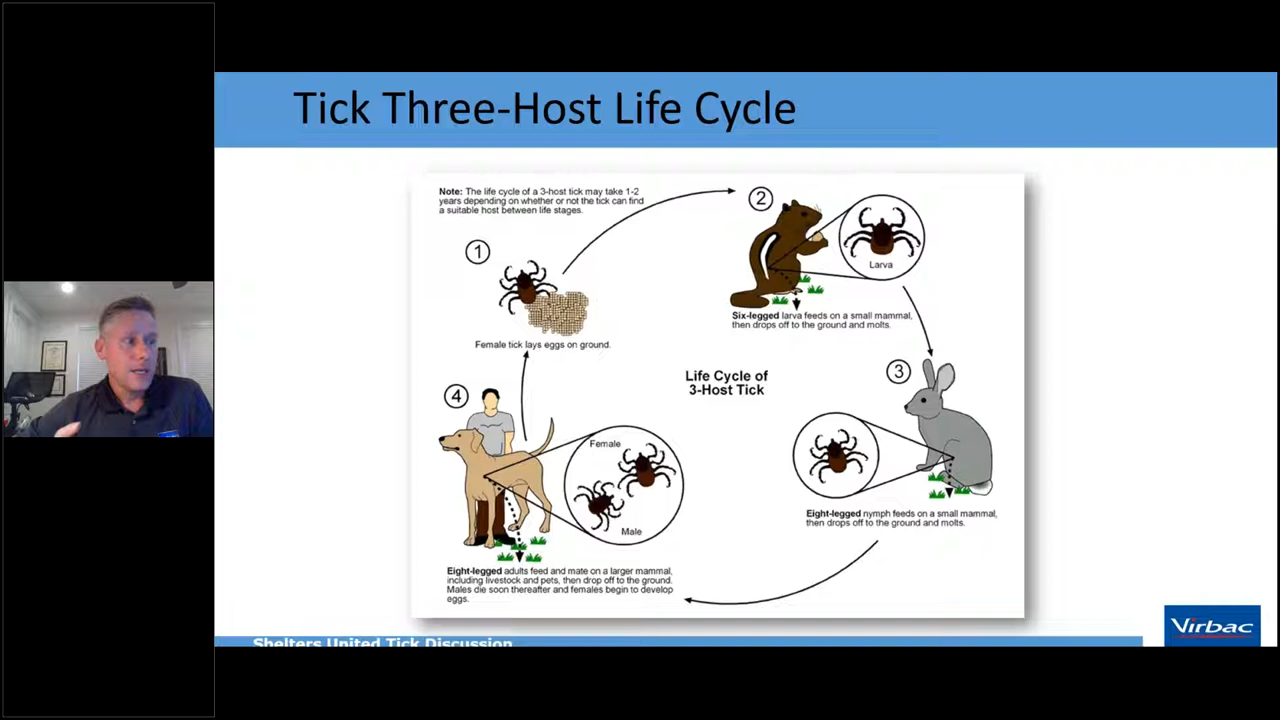 Tick Three-Host Life Cycle
Note: The life cycle of a 3-host tick may take 1-2
years depending on whether or not the tick can find
a suitable host between life stages.
1
Female tick lays eggs on ground.
2
Larva
Six-legged larva feeds on a small mammal,
then drops off to the ground and molts.
Life Cycle of
3-Host Tick
3
Eight-legged nymph feeds on a small mammal,
then drops off to the ground and molts.
4
Female
Male
Eight-legged adults feed and mate on a larger mammal,
including livestock and pets, then drop off to the ground.
Males die soon thereafter and females begin to develop
eggs.
Shelters United Tick Discussion
Virbac